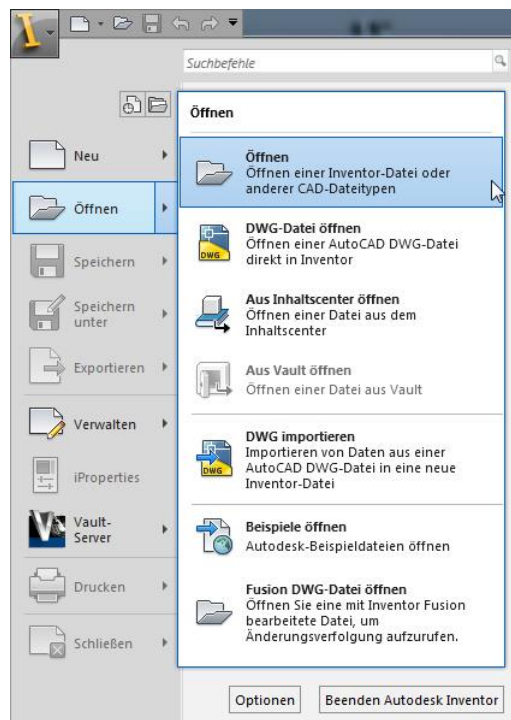 Suchbefehle
Öffnen
Neu
Öffnen
Speichern
Speichern
unter
Exportieren
Verwalten
iProperties
Vault-
Server
Drucken
Schließen
Öffnen
Öffnen einer Inventor-Datei oder
anderer CAD-Dateitypen
DWG
DWG-Datei öffnen
Öffnen einer AutoCAD DWG-Datei
direkt in Inventor
Aus Inhaltscenter öffnen
Öffnen einer Datei aus dem
Inhaltscenter
Aus Vault öffnen
Öffnen einer Datei aus Vault
DWG
DWG importieren
Importieren von Daten aus einer
AutoCAD DWG-Datei in eine neue
Inventor-Datei
Beispiele öffnen
Autodesk-Beispieldateien öffnen
Fusion DWG-Datei öffnen
Öffnen Sie eine mit Inventor Fusion
bearbeitete Datei, um
Änderungsverfolgung aufzurufen.
Optionen
Beenden Autodesk Inventor